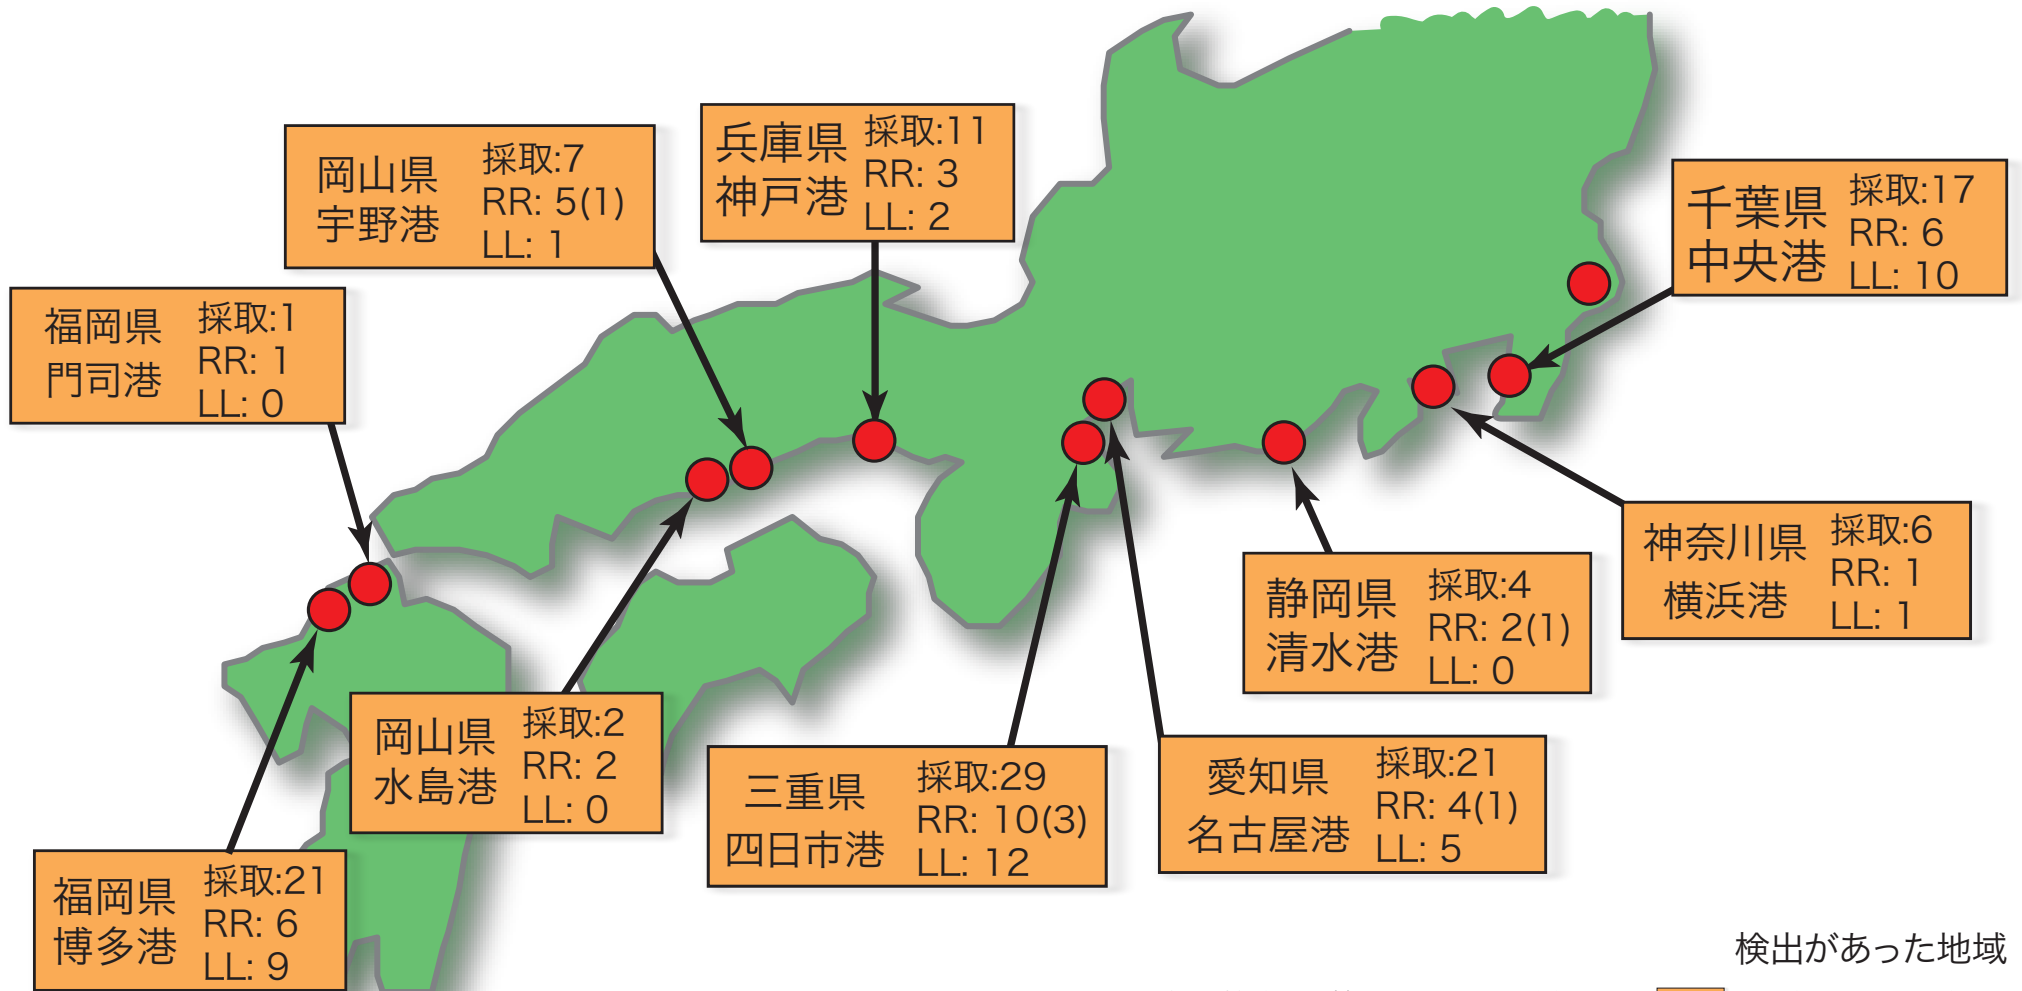 兵庫県
神戸港
採取:11
RR: 3
LL: 2
岡山県
宇野港
採取:7
RR: 5(1)
LL: 1
千葉県
中央港
採取:17
RR: 6
LL: 10
福岡県
門司港
採取:1
RR: 1
LL: 0
神奈川県
横浜港
採取:6
RR: 1
LL: 1
静岡県
清水港
採取:4
RR: 2(1)
LL: 0
岡山県
水島港
採取:2
RR: 2
LL: 0
三重県
四日市港
採取:29
RR: 10(3)
LL: 12
愛知県
名古屋港
採取:21
RR: 4(1)
LL: 5
福岡県
博多港
採取:21
RR: 6
LL: 9
検出があった地域